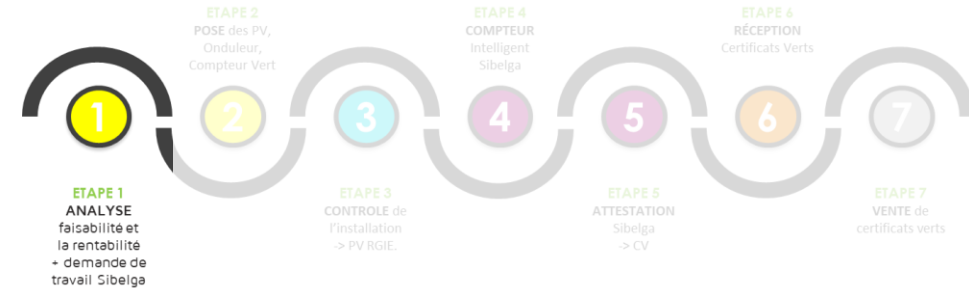 ETAPE 2
POSE des PV,
Onduleur,
Compteur Vert
ETAPE 4
COMPTEUR
Intelligent
Sibelga
ETAPE 6
RÉCEPTION
Certificats Verts
1
2
3
4
5
6
7
ETAPE 1
ANALYSE
faisabilité et
la rentabilité
+ demande de
travail Sibelga
ETAPE 3
CONTROLE de
l'installation
-> PV RGIE.
ETAPE 5
ATTESTATION
Sibelga
-> CV
ETAPE 7
VENTE de
certificats verts